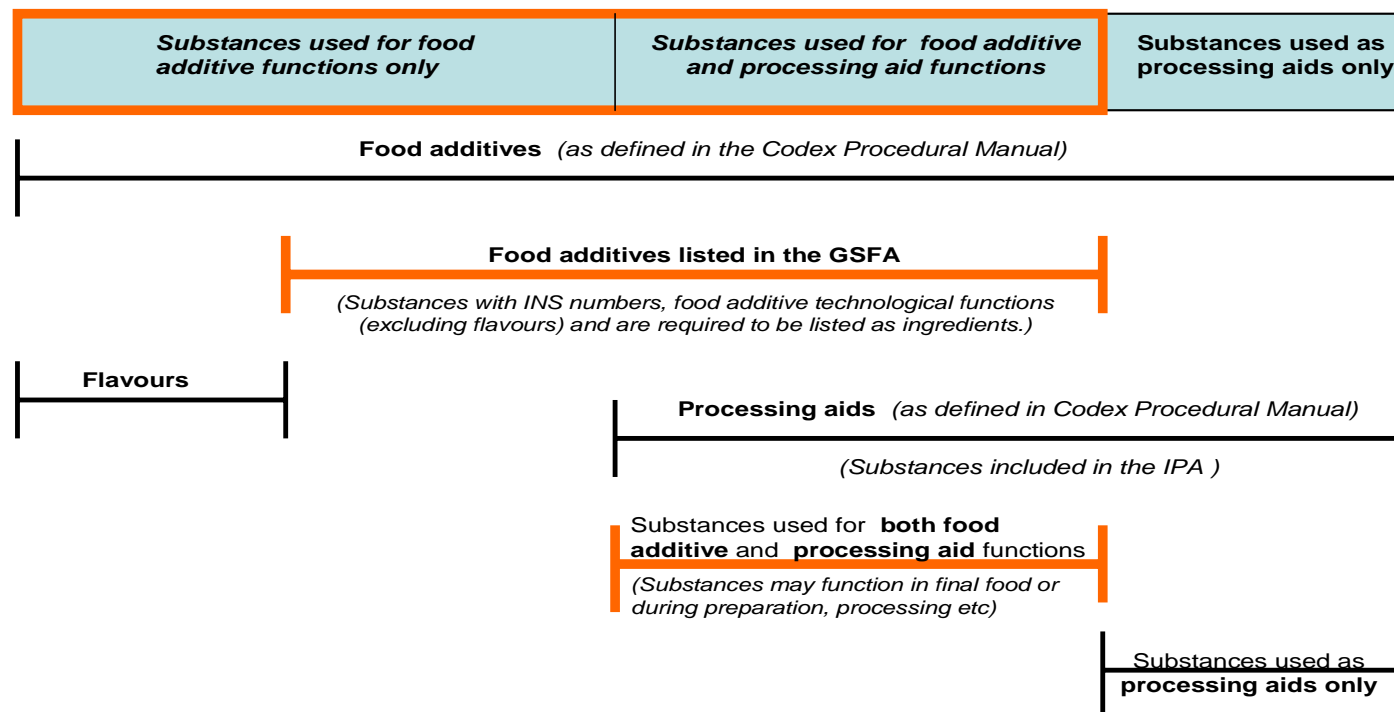 Substances used for food
additive functions only
Substances used for food additive
and processing aid functions
Substances used as
processing aids only
Food additives (as defined in the Codex Procedural Manual)
Food additives listed in the GSFA
(Substances with INS numbers, food additive technological functions
(excluding flavours) and are required to be listed as ingredients.)
Flavours
Processing aids (as defined in Codex Procedural Manual)
(Substances included in the IPA )
Substances used for both food
additive and processing aid functions
(Substances may function in final food or
during preparation, processing etc)
Substances used as
processing aids only